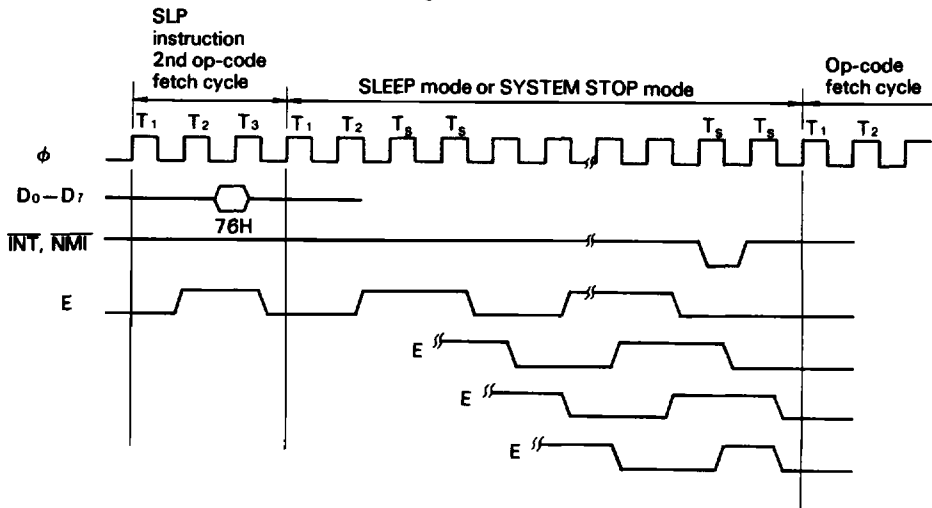 SLP
instruction
2nd op-code
fetch cycle
SLEEP mode or SYSTEM STOP mode
Op-code
fetch cycle
T1 T2 T3 T1 T2 Ts Ts Ts Ts T1 T2
φ
D0–D7
76H
INT, NMI
E
E
E
E